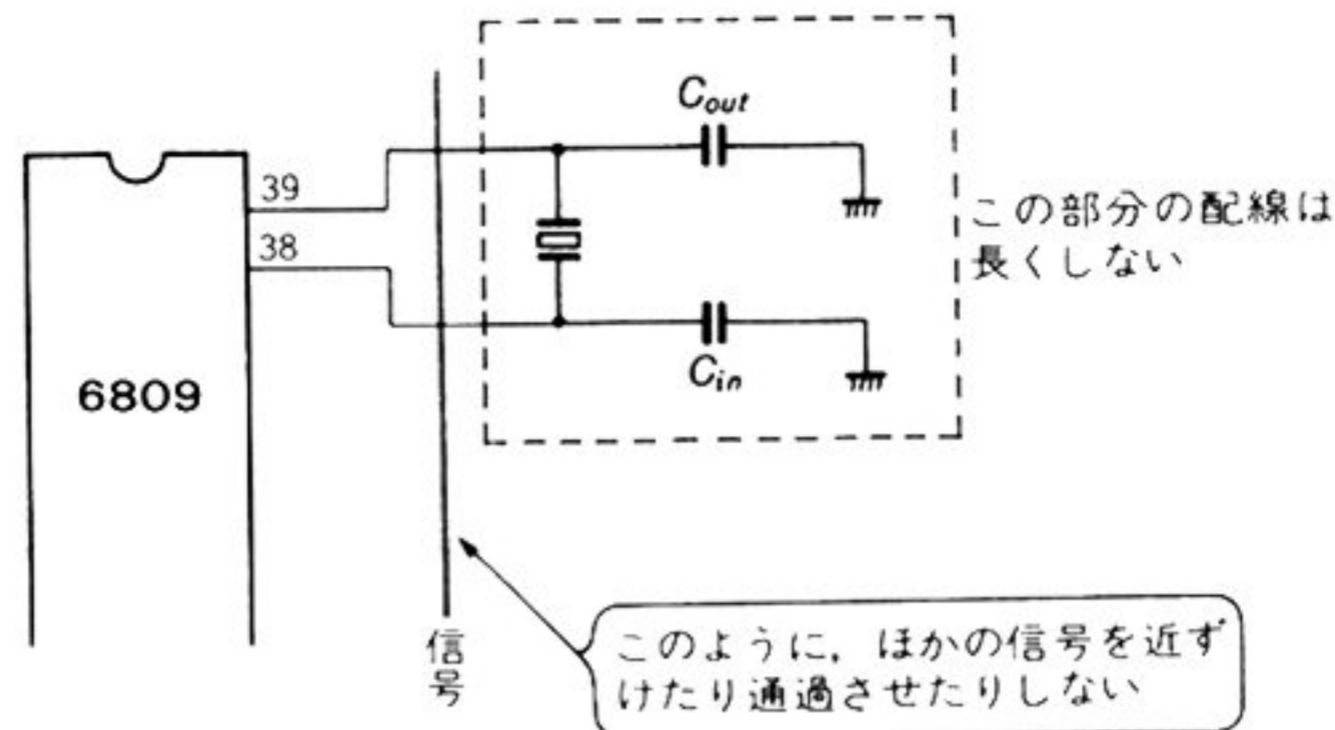 C_out
39
38
6809
この部分の配線は
長くしない
C_in
信号
このように，ほかの信号を近ず
けたり通過させたりしない